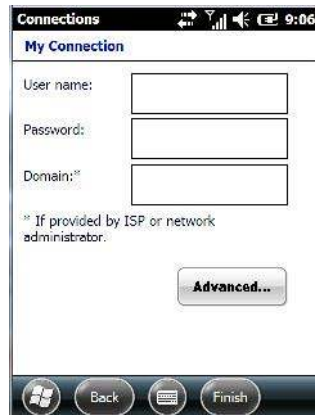 Connections 9:06
My Connection
User name:
Password:
Domain:*
* If provided by ISP or network
administrator.
Advanced...
Back Finish